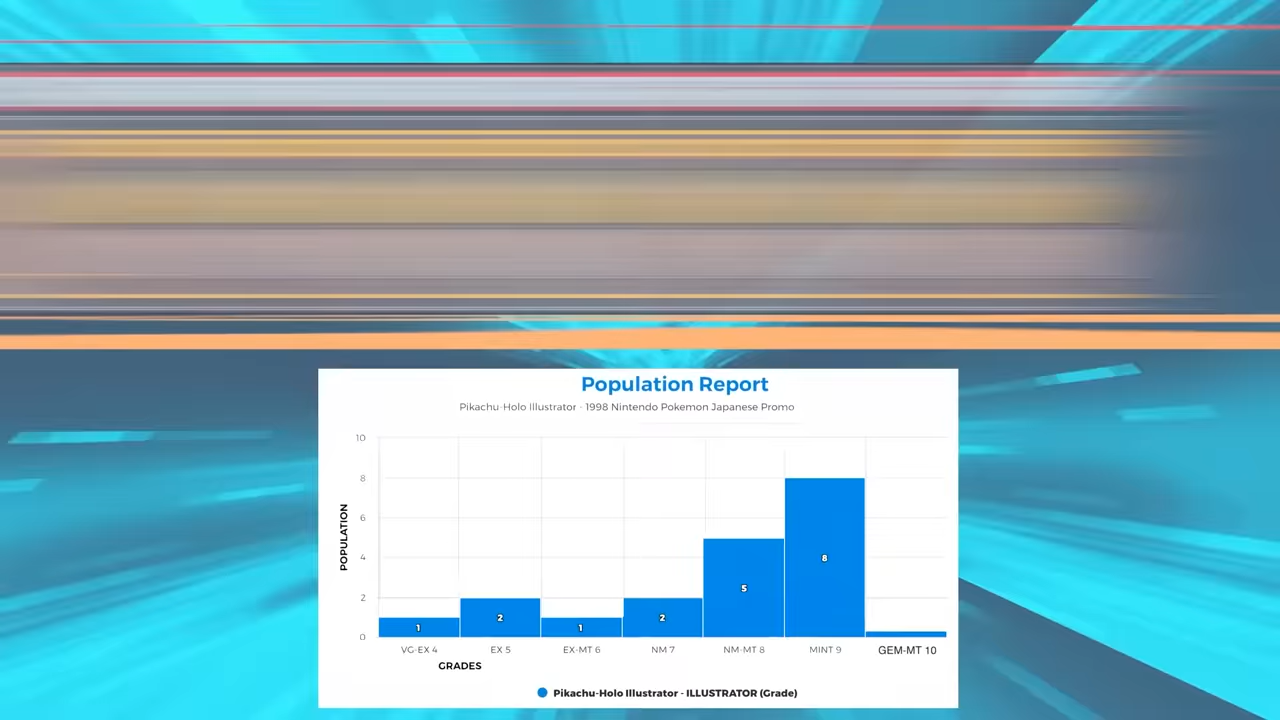 Population Report
Pikachu-Holo Illustrator - 1998 Nintendo Pokemon Japanese Promo
10
8
6
4
2
0
POPULATION
1
2
1
2
5
8
VG-EX 4 EX 5 EX-MT 6 NM 7 NM-MT 8 MINT 9 GEM-MT 10
GRADES
Pikachu-Holo Illustrator - ILLUSTRATOR (Grade)